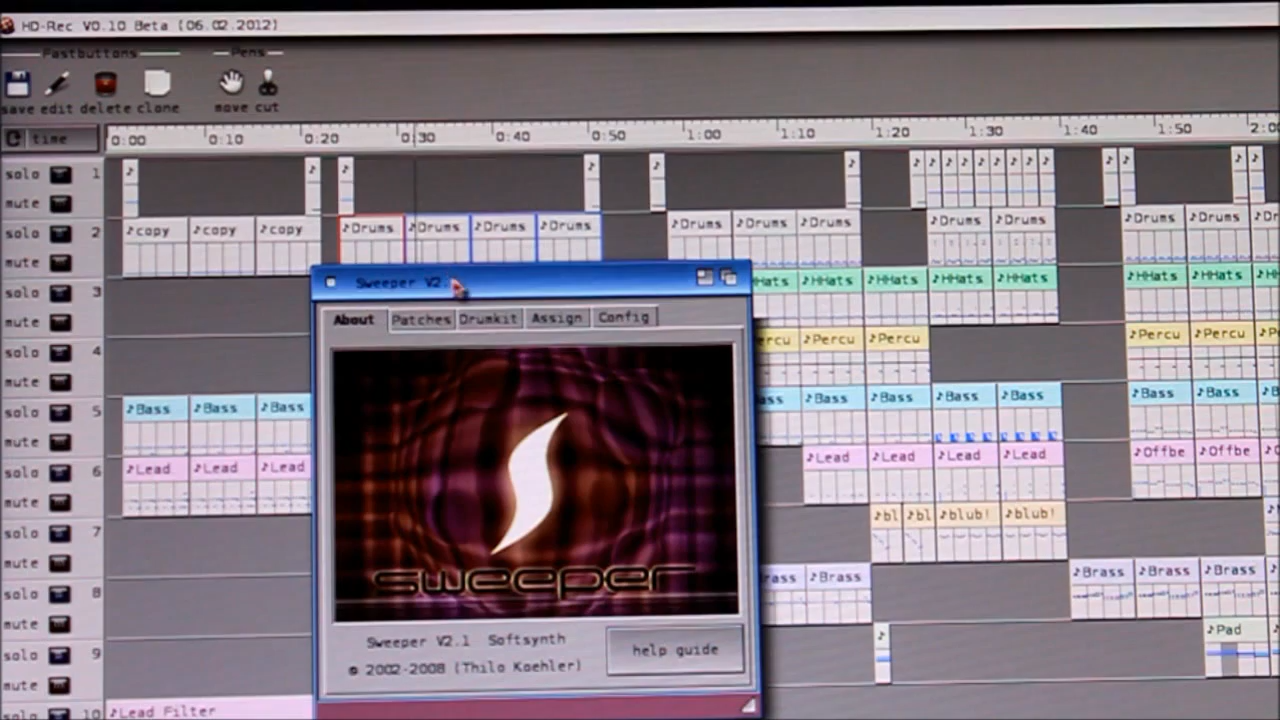 HD-Rec V0.10 Beta (06.02.2012)
Fastbuttons Pens
save edit delete clone move cut
time 0:00 0:10 0:20 0:30 0:40 0:50 1:00 1:10 1:20 1:30 1:40 1:50 2:0
solo 1
mute
solo 2 copy copy copy Drums Drums Drums Drums Drums Drums Drums Drums Drums Drums Drums
mute
solo 3 HHats HHats HHats HHats HHats HHats HHats
mute
solo 4 Percu Percu Percu Percu
mute
solo 5 Bass Bass Bass Bass Bass Bass Bass Bass Bass
mute
solo 6 Lead Lead Lead Lead Lead Lead Lead Offbe Offbe
mute
solo 7 bl bl blub! blub!
mute
solo 8 Brass Brass Brass Brass
mute
solo 9 Pad
mute
solo 10 Lead Filter
Sweeper V2.
About Patches Drumkit Assign Config
sweeper
Sweeper V2.1 Softsynth
© 2002-2008 (Thilo Koehler)
help guide